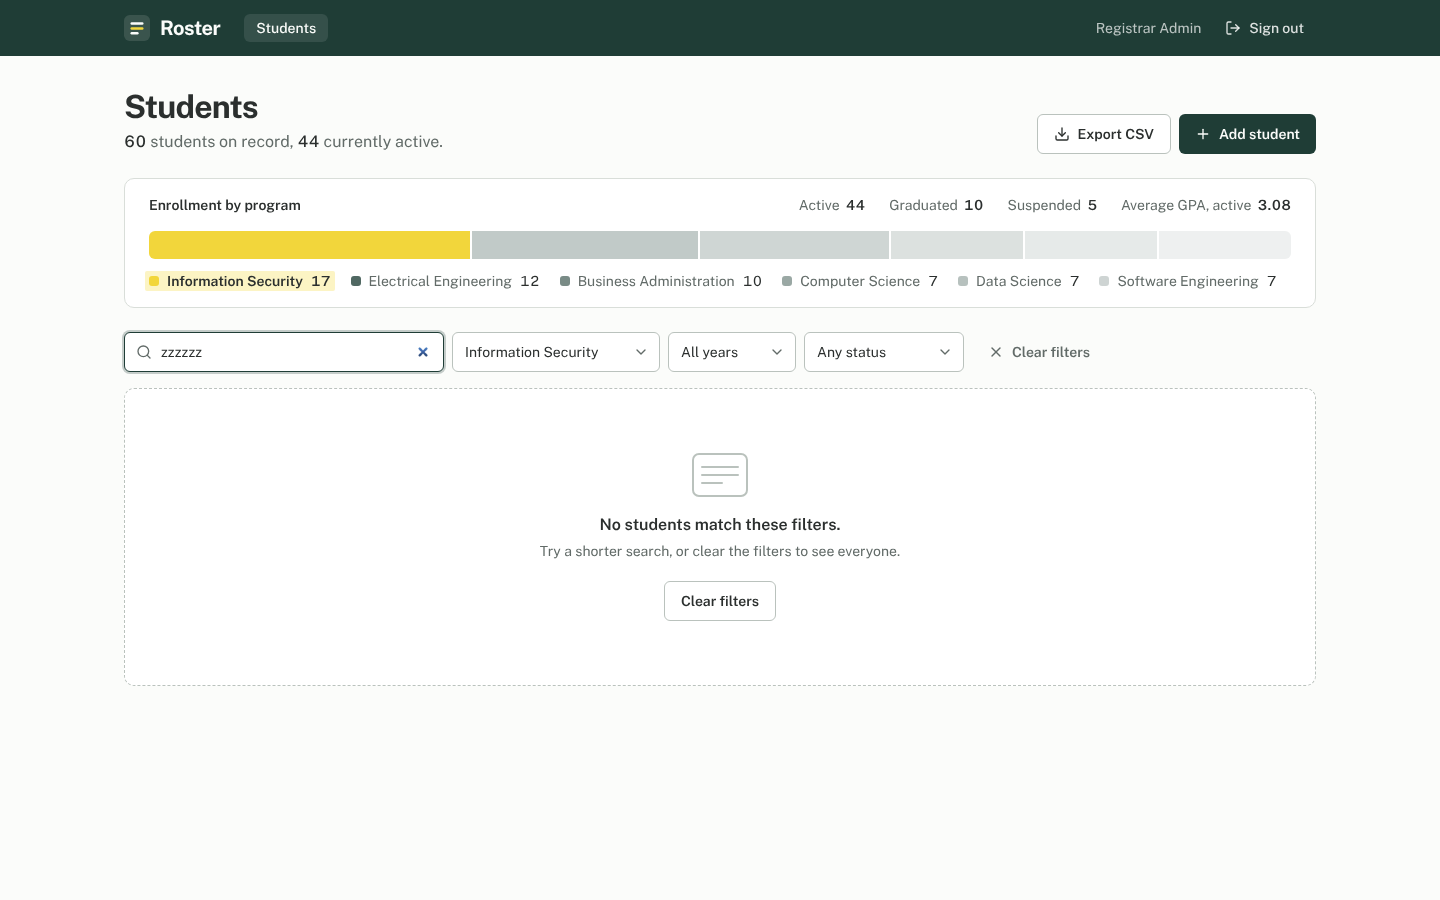 Roster Students Registrar Admin Sign out
Students
60 students on record, 44 currently active.
Export CSV Add student
Enrollment by program Active 44 Graduated 10 Suspended 5 Average GPA, active 3.08
Information Security 17 Electrical Engineering 12 Business Administration 10 Computer Science 7 Data Science 7 Software Engineering 7
zzzzzz Information Security All years Any status Clear filters
No students match these filters.
Try a shorter search, or clear the filters to see everyone.
Clear filters